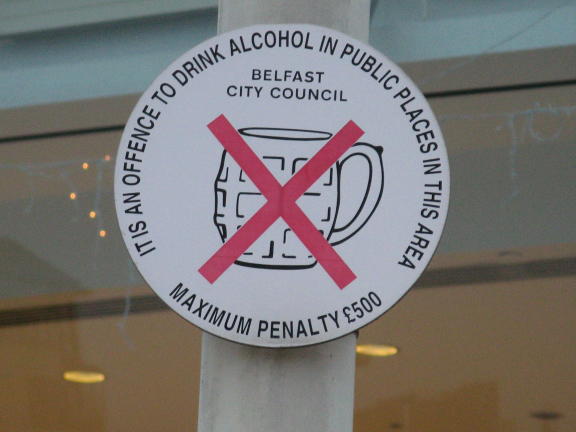 IT IS AN OFFENCE TO DRINK ALCOHOL IN PUBLIC PLACES IN THIS AREA
BELFAST
CITY COUNCIL
MAXIMUM PENALTY £500